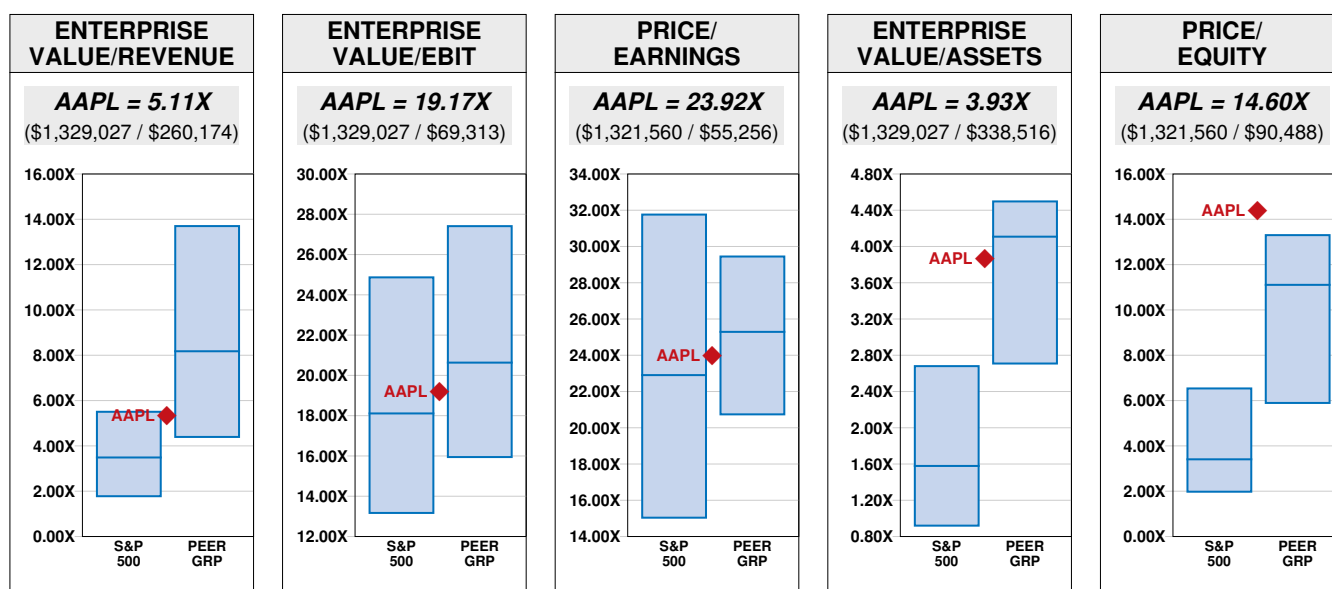 ENTERPRISE
VALUE/REVENUE
AAPL = 5.11X
($1,329,027 / $260,174)
16.00X
14.00X
12.00X
10.00X
8.00X
6.00X
4.00X
2.00X
0.00X
AAPL
S&P
500
PEER
GRP
ENTERPRISE
VALUE/EBIT
AAPL = 19.17X
($1,329,027 / $69,313)
30.00X
28.00X
26.00X
24.00X
22.00X
20.00X
18.00X
16.00X
14.00X
12.00X
AAPL
S&P
500
PEER
GRP
PRICE/
EARNINGS
AAPL = 23.92X
($1,321,560 / $55,256)
34.00X
32.00X
30.00X
28.00X
26.00X
24.00X
22.00X
20.00X
18.00X
16.00X
14.00X
AAPL
S&P
500
PEER
GRP
ENTERPRISE
VALUE/ASSETS
AAPL = 3.93X
($1,329,027 / $338,516)
4.80X
4.40X
4.00X
3.60X
3.20X
2.80X
2.40X
2.00X
1.60X
1.20X
0.80X
AAPL
S&P
500
PEER
GRP
PRICE/
EQUITY
AAPL = 14.60X
($1,321,560 / $90,488)
16.00X
14.00X
12.00X
10.00X
8.00X
6.00X
4.00X
2.00X
0.00X
AAPL
S&P
500
PEER
GRP